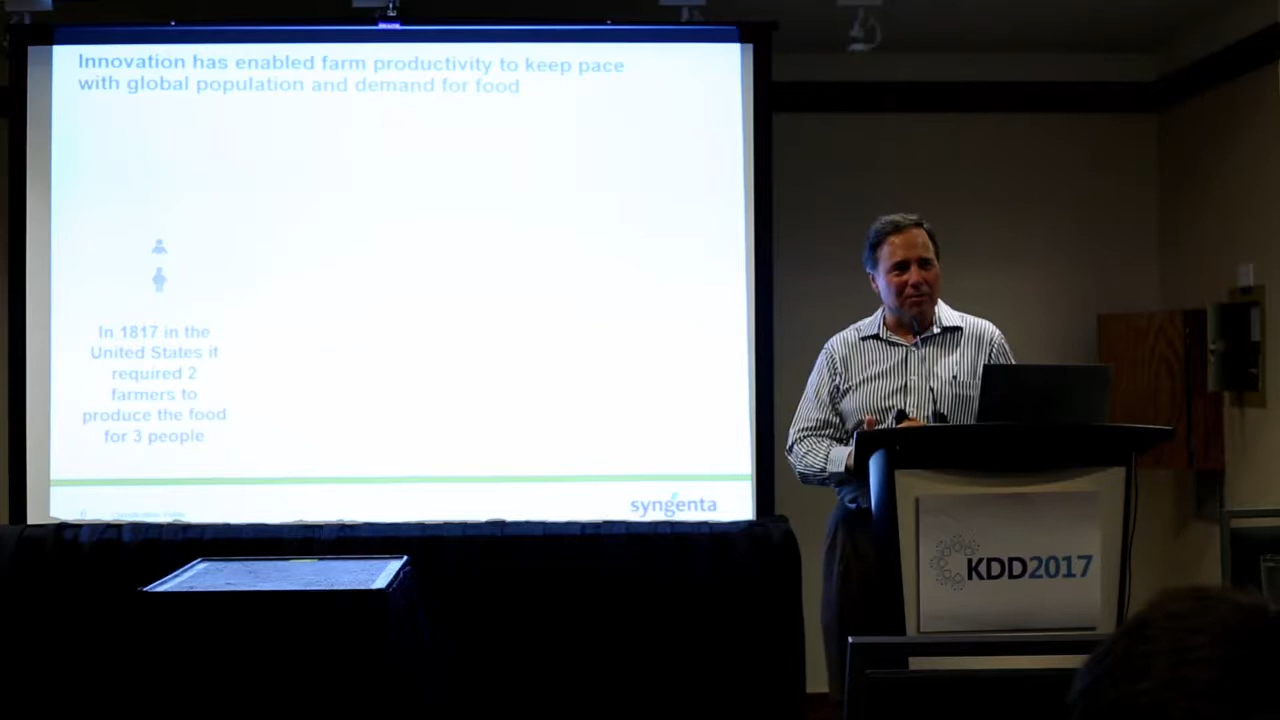 Innovation has enabled farm productivity to keep pace
with global population and demand for food
In 1817 in the
United States it
required 2
farmers to
produce the food
for 3 people
syngenta
KDD2017